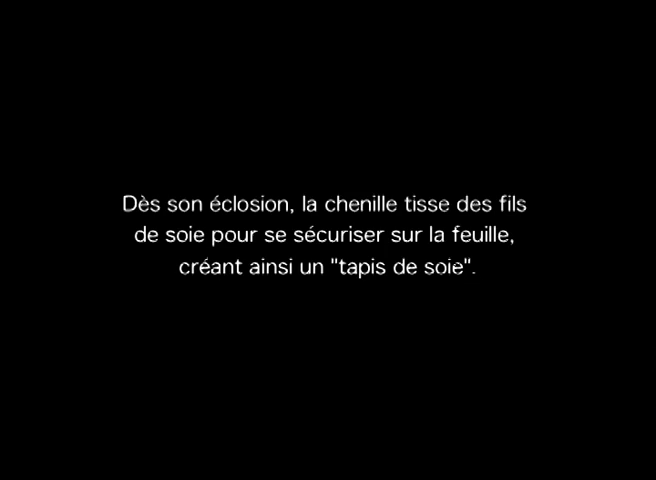 Dès son éclosion, la chenille tisse des fils
de soie pour se sécuriser sur la feuille,
créant ainsi un "tapis de soie".